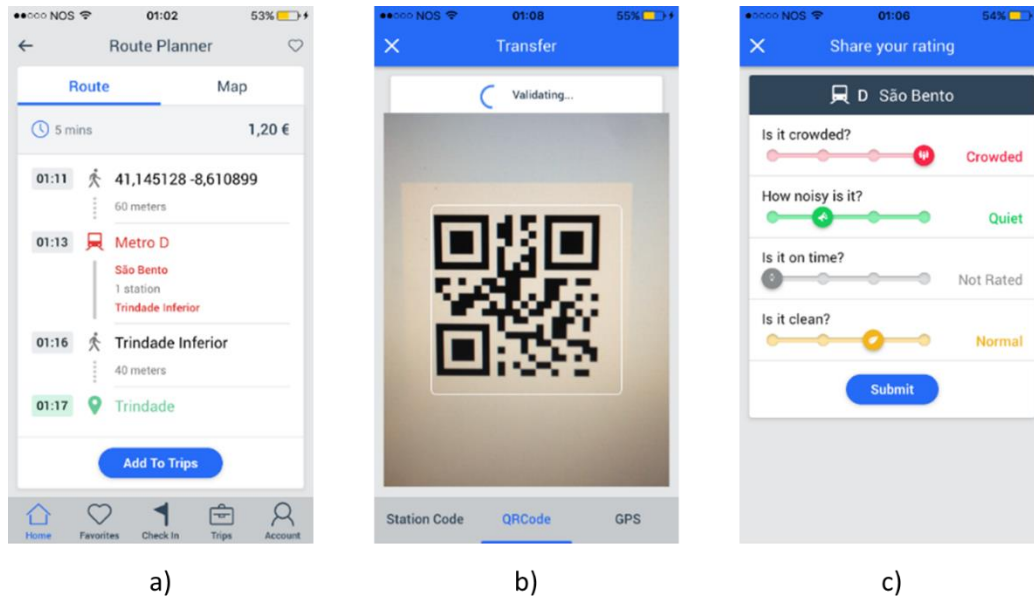 NOS 01:02 53%
Route Planner
Route Map
5 mins 1,20 €
01:11 41,145128 -8,610899
60 meters
01:13 Metro D
São Bento
1 station
Trindade Inferior
01:16 Trindade Inferior
40 meters
01:17 Trindade
Add To Trips
Home Favorites Check In Trips Account
a)
NOS 01:08 55%
Transfer
Validating...
Station Code QRCode GPS
b)
NOS 01:06 54%
Share your rating
D São Bento
Is it crowded?
Crowded
How noisy is it?
Quiet
Is it on time?
Not Rated
Is it clean?
Normal
Submit
c)